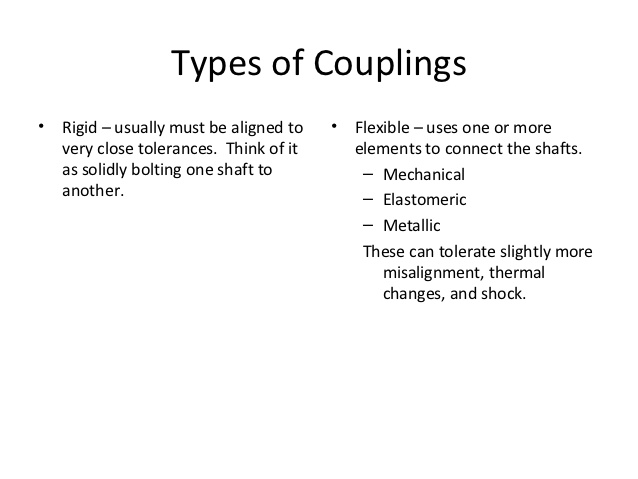 Types of Couplings
• Rigid – usually must be aligned to
very close tolerances. Think of it
as solidly bolting one shaft to
another.
• Flexible – uses one or more
elements to connect the shafts.
– Mechanical
– Elastomeric
– Metallic
These can tolerate slightly more
misalignment, thermal
changes, and shock.